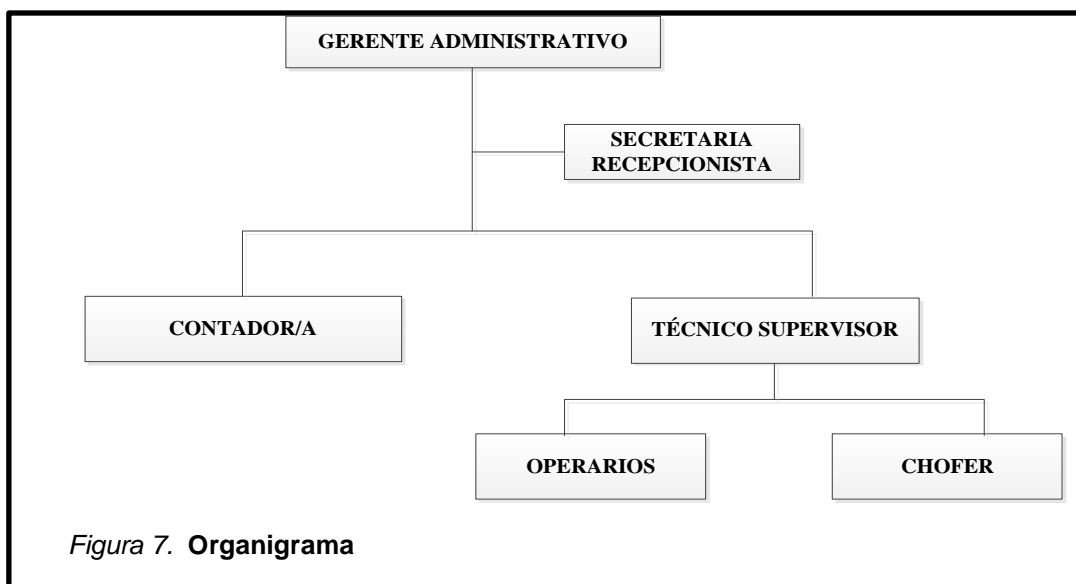 GERENTE ADMINISTRATIVO
SECRETARIA
RECEPCIONISTA
CONTADOR/A
TÉCNICO SUPERVISOR
OPERARIOS
CHOFER
Figura 7. Organigrama